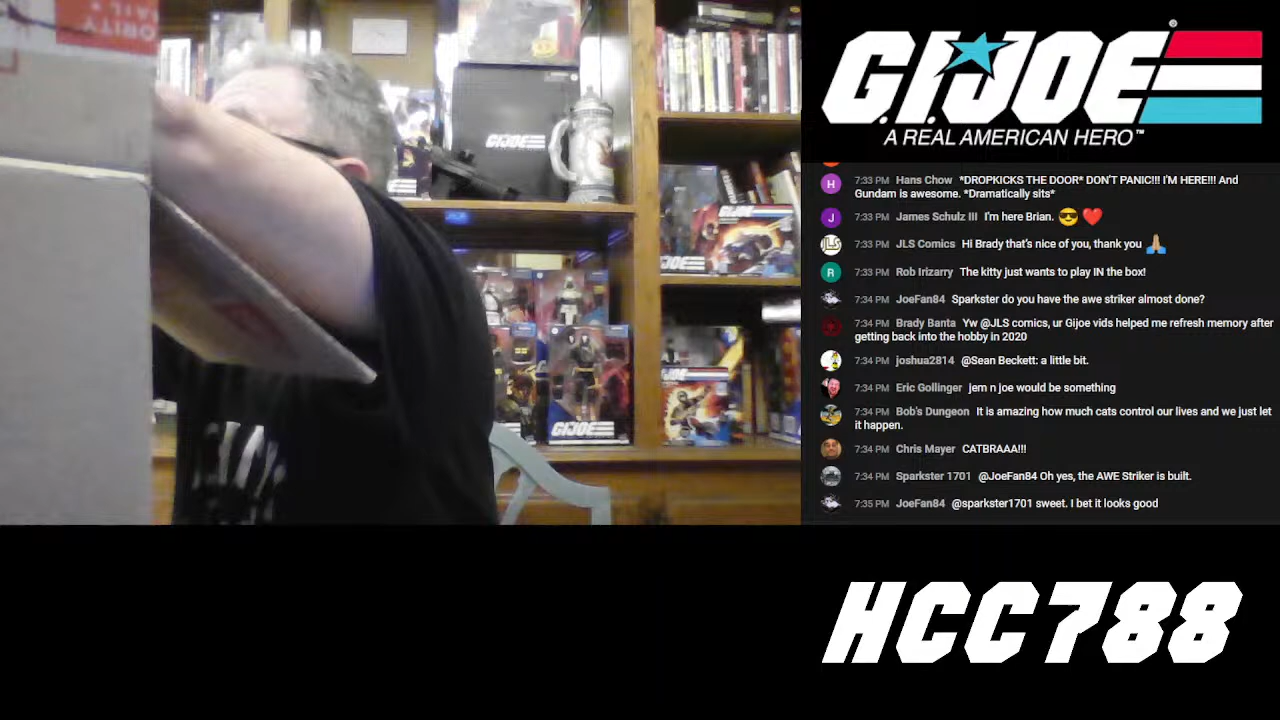 G.I.JOE
A REAL AMERICAN HERO™
7:33 PM Hans Chow *DROPKICKS THE DOOR* DON'T PANIC!!! I'M HERE!!! And
Gundam is awesome. *Dramatically sits*
7:33 PM James Schulz III I'm here Brian. 😎 ❤️
7:33 PM JLS Comics Hi Brady that's nice of you, thank you 🙏🏽
7:33 PM Rob Irizarry The kitty just wants to play IN the box!
7:34 PM JoeFan84 Sparkster do you have the awe striker almost done?
7:34 PM Brady Banta Yw @JLS comics, ur Gijoe vids helped me refresh memory after
getting back into the hobby in 2020
7:34 PM joshua2814 @Sean Beckett: a little bit.
7:34 PM Eric Gollinger jem n joe would be something
7:34 PM Bob's Dungeon It is amazing how much cats control our lives and we just let
it happen.
7:34 PM Chris Mayer CATBRAAA!!!
7:34 PM Sparkster 1701 @JoeFan84 Oh yes, the AWE Striker is built.
7:35 PM JoeFan84 @sparkster1701 sweet. I bet it looks good
HCC788
G.I.JOE
G.I.JOE
G.I.JOE
G.I.JOE